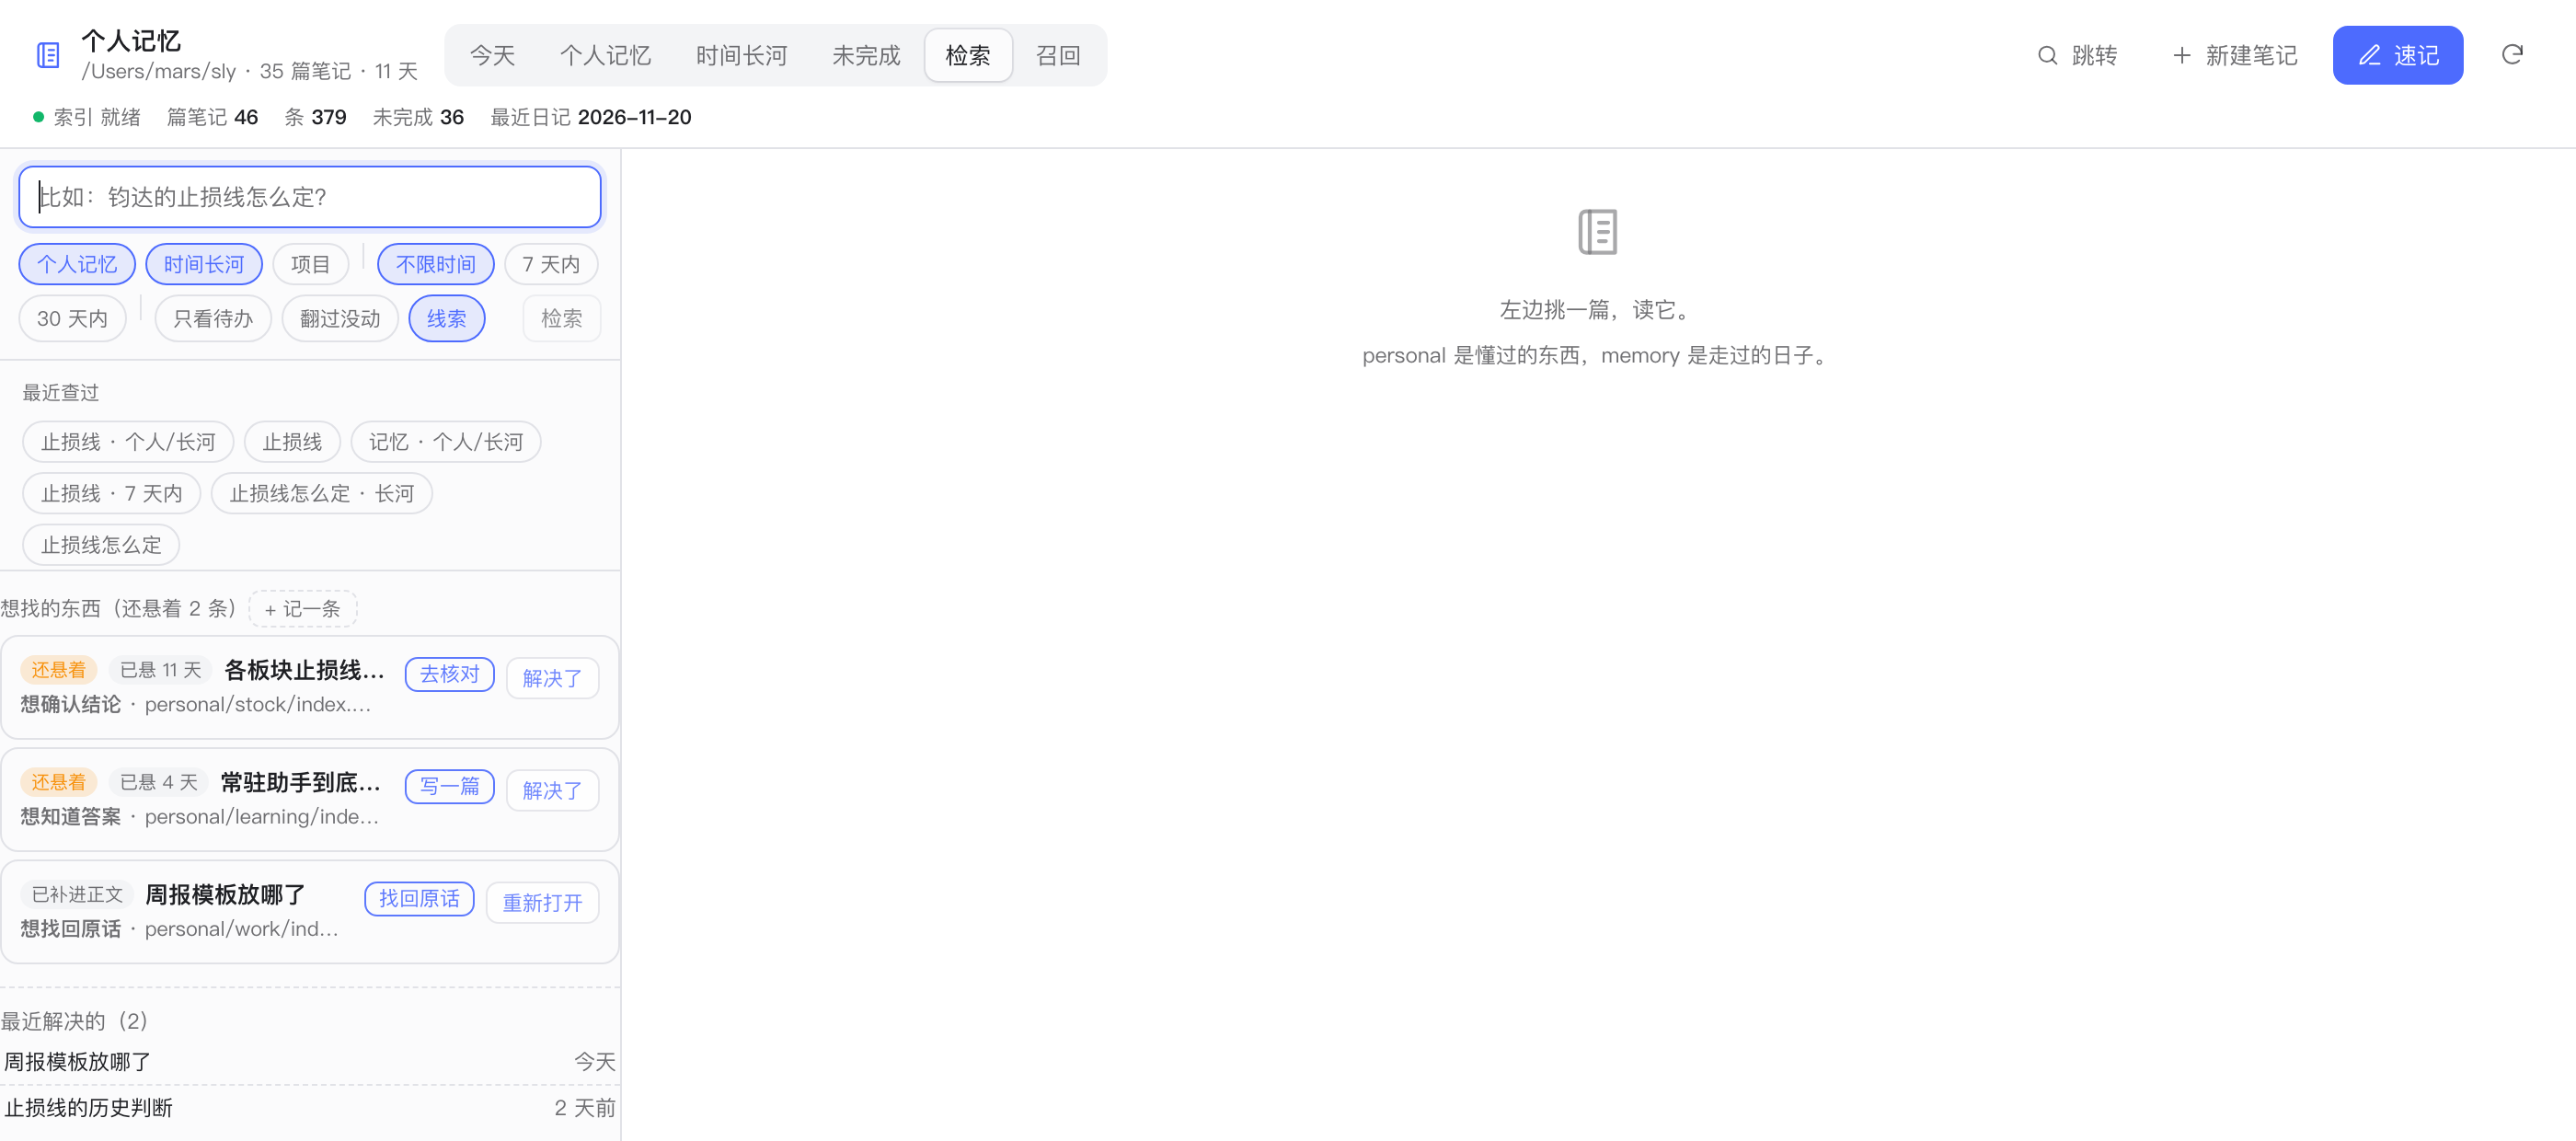 个人记忆
/Users/mars/sly · 35 篇笔记 · 11 天
今天 个人记忆 时间长河 未完成 检索 召回
跳转 + 新建笔记 速记
索引 就绪 篇笔记 46 条 379 未完成 36 最近日记 2026-11-20
比如：钧达的止损线怎么定？
个人记忆 时间长河 项目 不限时间 7 天内
30 天内 只看待办 翻过没动 线索 检索
最近查过
止损线 · 个人/长河 止损线 记忆 · 个人/长河
止损线 · 7 天内 止损线怎么定 · 长河
止损线怎么定
想找的东西（还悬着 2 条） + 记一条
还悬着 已悬 11 天 各板块止损线... 去核对 解决了
想确认结论 · personal/stock/index....
还悬着 已悬 4 天 常驻助手到底... 写一篇 解决了
想知道答案 · personal/learning/inde...
已补进正文 周报模板放哪了 找回原话 重新打开
想找回原话 · personal/work/ind...
最近解决的（2）
周报模板放哪了 今天
止损线的历史判断 2 天前
左边挑一篇，读它。
personal 是懂过的东西，memory 是走过的日子。